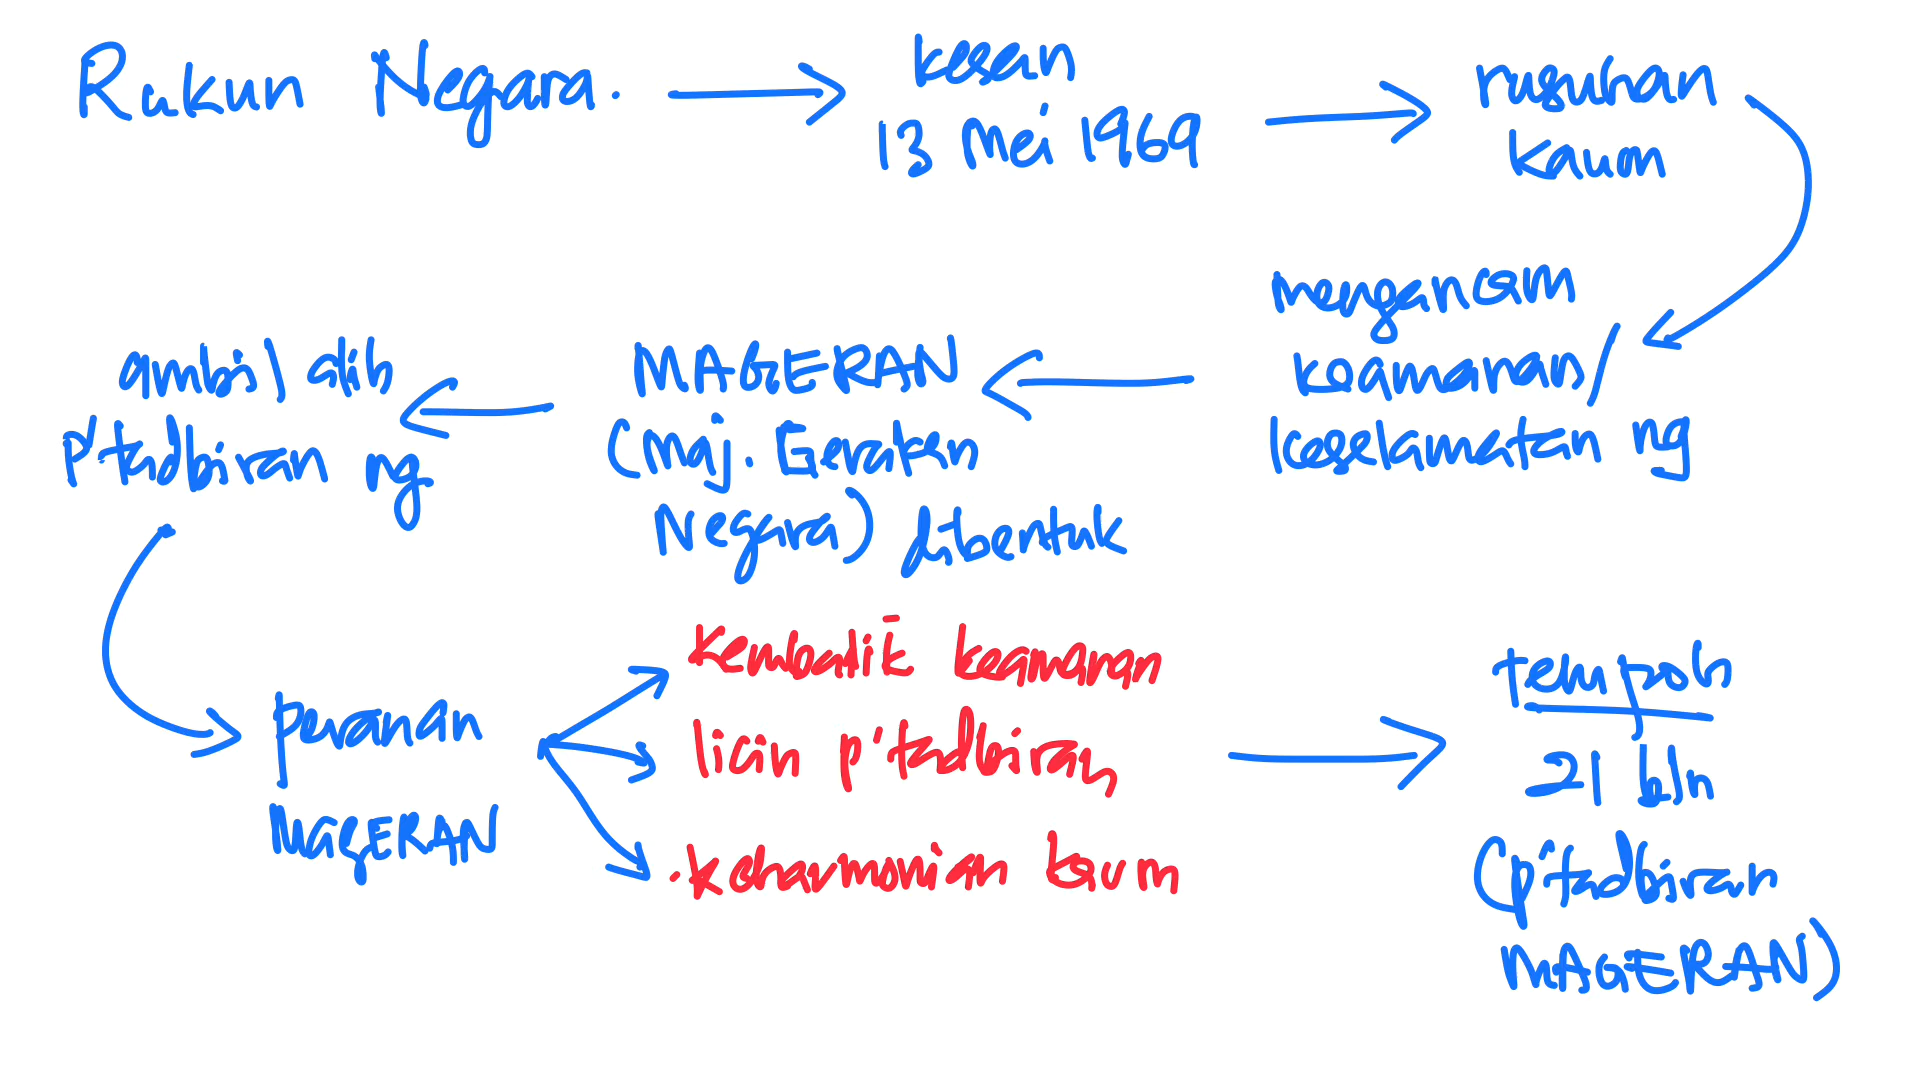 Rukun Negara.
kesan
13 Mei 1969
rusuhan
kaum
mengancam
keamanan/
keselamatan ng
MAGERAN
(Maj. Gerakan
Negara) dibentuk
ambil alih
p'tadbiran ng
peranan
MAGERAN
kembalik keamanan
licin p'tadbiran
.keharmonian kaum
tempoh
21 bln
(p'tadbiran
MAGERAN)